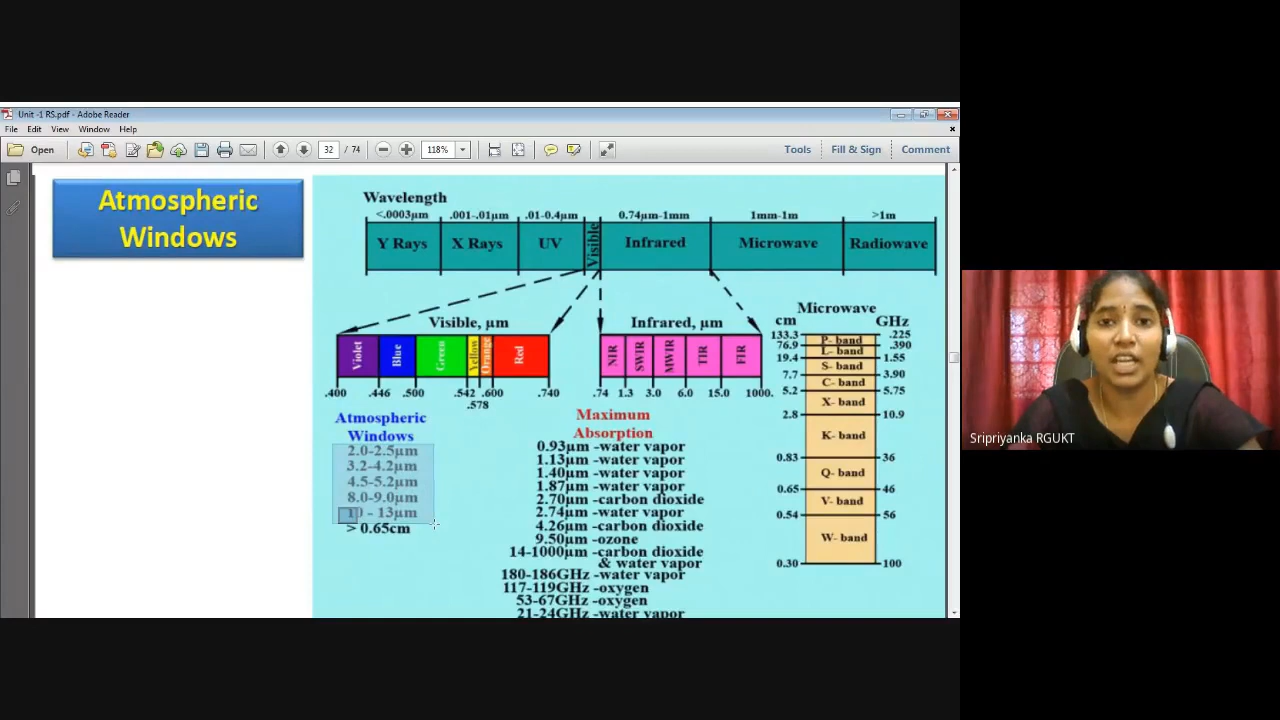 Unit -1 RS.pdf - Adobe Reader
File Edit View Window Help
Open 32 / 74 118% Tools Fill & Sign Comment
Atmospheric
Windows
Wavelength
<.0003µm .001-.01µm .01-0.4µm 0.74µm-1mm 1mm-1m >1m
Y Rays X Rays UV Visible Infrared Microwave Radiowave
Visible, µm
Violet Blue Green Yellow Orange Red
.400 .446 .500 .542 .578 .600 .740
Infrared, µm
NIR SWIR MWIR TIR FIR
.74 1.3 3.0 6.0 15.0 1000.
Microwave
cm GHz
133.3 P- band .225
76.9 L- band .390
19.4 1.55
S- band
7.7 3.90
C- band
5.2 5.75
X- band
2.8 10.9
K- band
0.83 36
Q- band
0.65 46
V- band
0.54 56
W- band
0.30 100
Atmospheric
Windows
2.0-2.5µm
3.2-4.2µm
4.5-5.2µm
8.0-9.0µm
10 - 13µm
> 0.65cm
Maximum
Absorption
0.93µm -water vapor
1.13µm -water vapor
1.40µm -water vapor
1.87µm -water vapor
2.70µm -carbon dioxide
2.74µm -water vapor
4.26µm -carbon dioxide
9.50µm -ozone
14-1000µm -carbon dioxide
& water vapor
180-186GHz -water vapor
117-119GHz -oxygen
53-67GHz -oxygen
21-24GHz -water vapor
Sripriyanka RGUKT